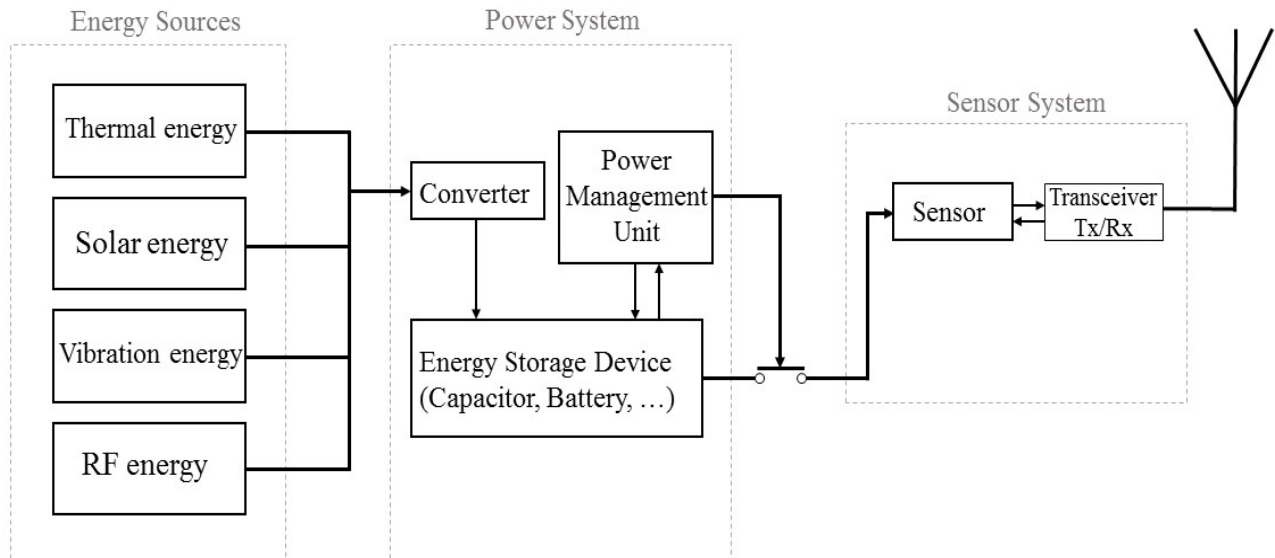 Energy Sources
Thermal energy
Solar energy
Vibration energy
RF energy
Power System
Converter
Power
Management
Unit
Energy Storage Device
(Capacitor, Battery, …)
Sensor System
Sensor
Transceiver
Tx/Rx